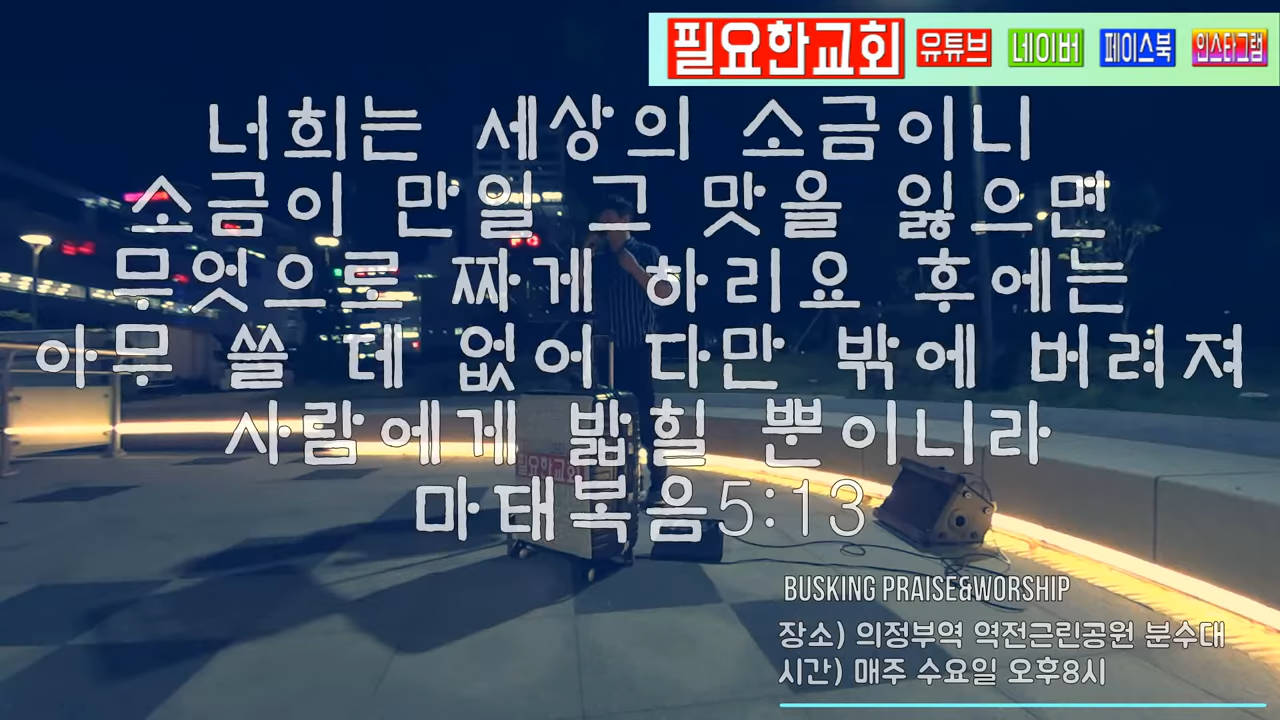 필요한교회 유튜브 네이버 페이스북 인스타그램
너희는 세상의 소금이니
소금이 만일 그 맛을 잃으면
무엇으로 짜게 하리요 후에는
아무 쓸 데 없어 다만 밖에 버려져
사람에게 밟힐 뿐이니라
필요한교회
마태복음5:13
BUSKING PRAISE&WORSHIP
장소) 의정부역 역전근린공원 분수대
시간) 매주 수요일 오후8시